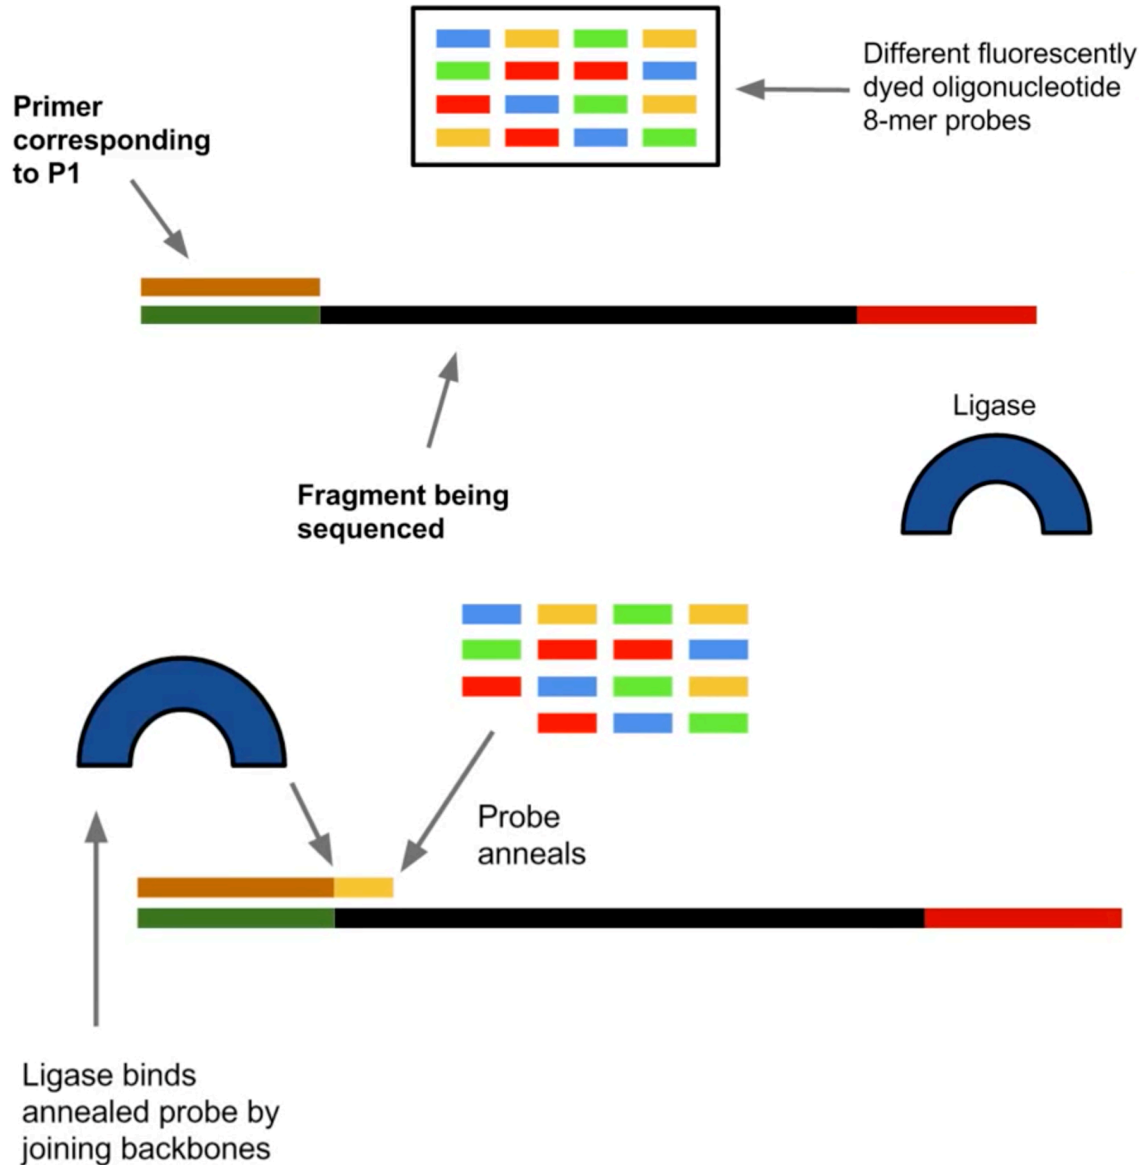 Different fluorescently
dyed oligonucleotide
8-mer probes
Primer
corresponding
to P1
Ligase
Fragment being
sequenced
Probe
anneals
Ligase binds
annealed probe by
joining backbones